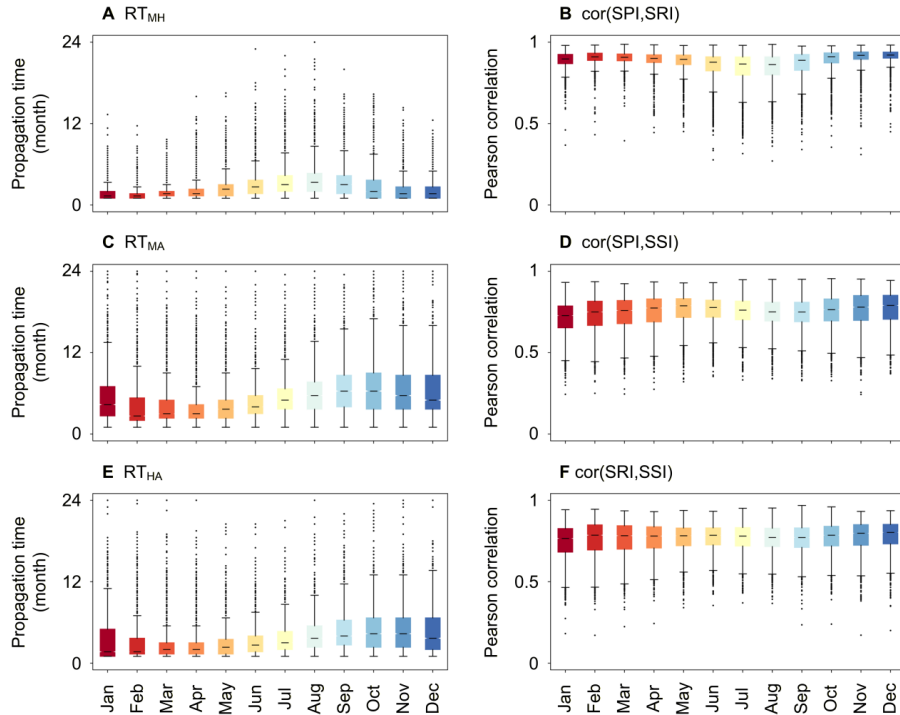 A RT_MH
B cor(SPI,SRI)
Propagation time
(month)
24
12
0
Pearson correlation
1
0.5
0
C RT_MA
D cor(SPI,SSI)
Propagation time
(month)
24
12
0
Pearson correlation
1
0.5
0
E RT_HA
F cor(SRI,SSI)
Propagation time
(month)
24
12
0
Pearson correlation
1
0.5
0
Jan Feb Mar Apr May Jun Jul Aug Sep Oct Nov Dec
Jan Feb Mar Apr May Jun Jul Aug Sep Oct Nov Dec